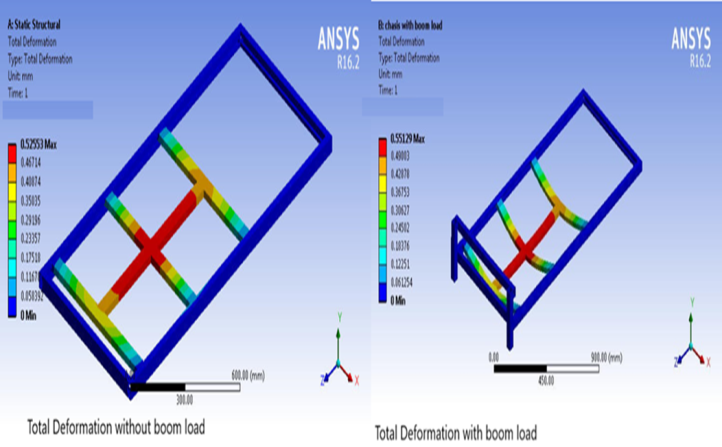 A: Static Structural
Total Deformation
Type: Total Deformation
Unit: mm
Time: 1
0.52553 Max
0.46714
0.40874
0.35035
0.29196
0.23357
0.17518
0 Min
ANSYS
R16.2
Y
Z
X
0.00
600.00 (mm)
300.00
Total Deformation without boom load
B: chasis with boom load
Total Deformation
Type: Total Deformation
Unit: mm
Time: 1
0.55129 Max
0.49003
0.42878
0.36753
0.30627
0.24502
0.18376
0.12251
0.061254
0 Min
ANSYS
R16.2
Y
Z
X
0.00
900.00 (mm)
450.00
Total Deformation with boom load